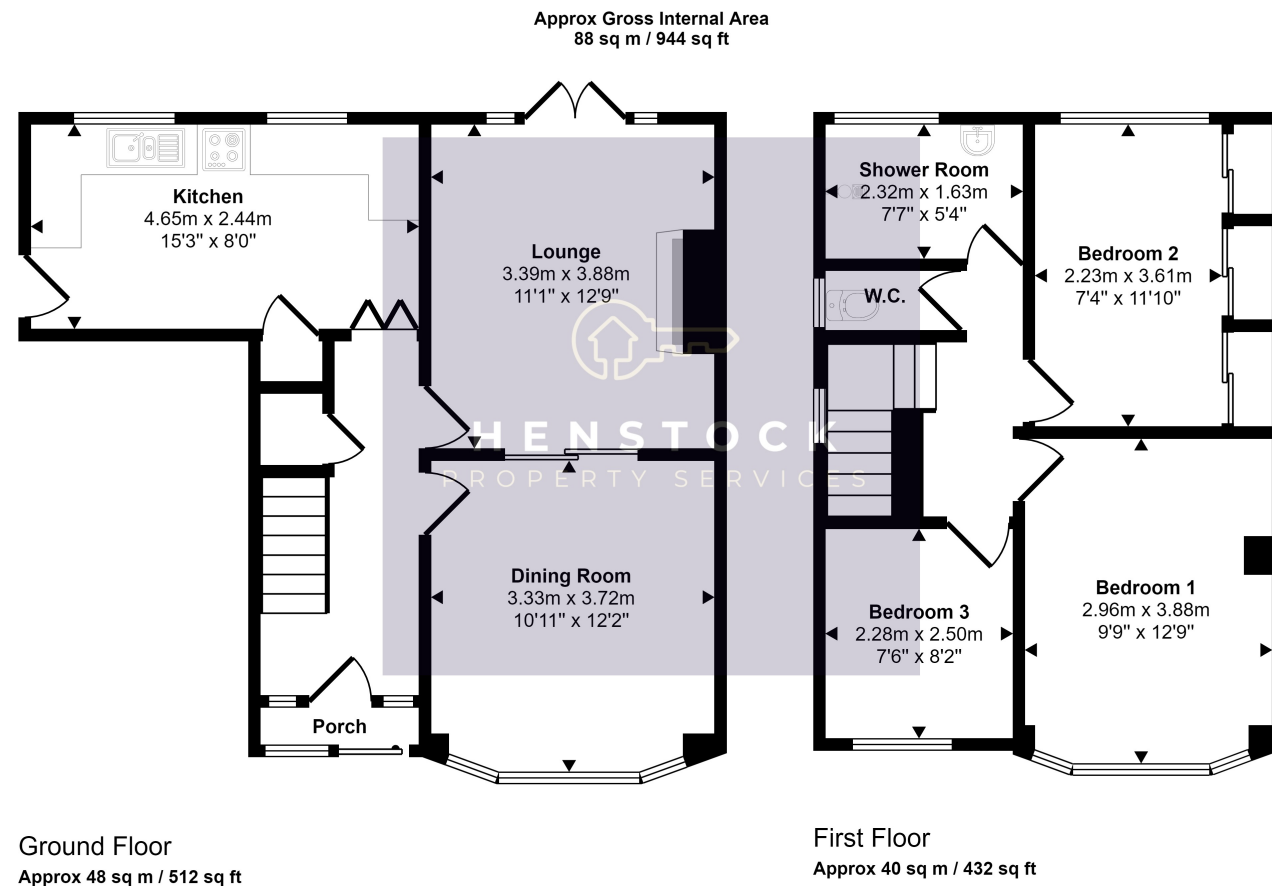 Approx Gross Internal Area
88 sq m / 944 sq ft
Kitchen
4.65m x 2.44m
15'3" x 8'0"
Lounge
3.39m x 3.88m
11'1" x 12'9"
Dining Room
3.33m x 3.72m
10'11" x 12'2"
Porch
Shower Room
2.32m x 1.63m
7'7" x 5'4"
W.C.
Bedroom 2
2.23m x 3.61m
7'4" x 11'10"
Bedroom 1
2.96m x 3.88m
9'9" x 12'9"
Bedroom 3
2.28m x 2.50m
7'6" x 8'2"
HENSTOCK
PROPERTY SERVICES
Ground Floor
Approx 48 sq m / 512 sq ft
First Floor
Approx 40 sq m / 432 sq ft